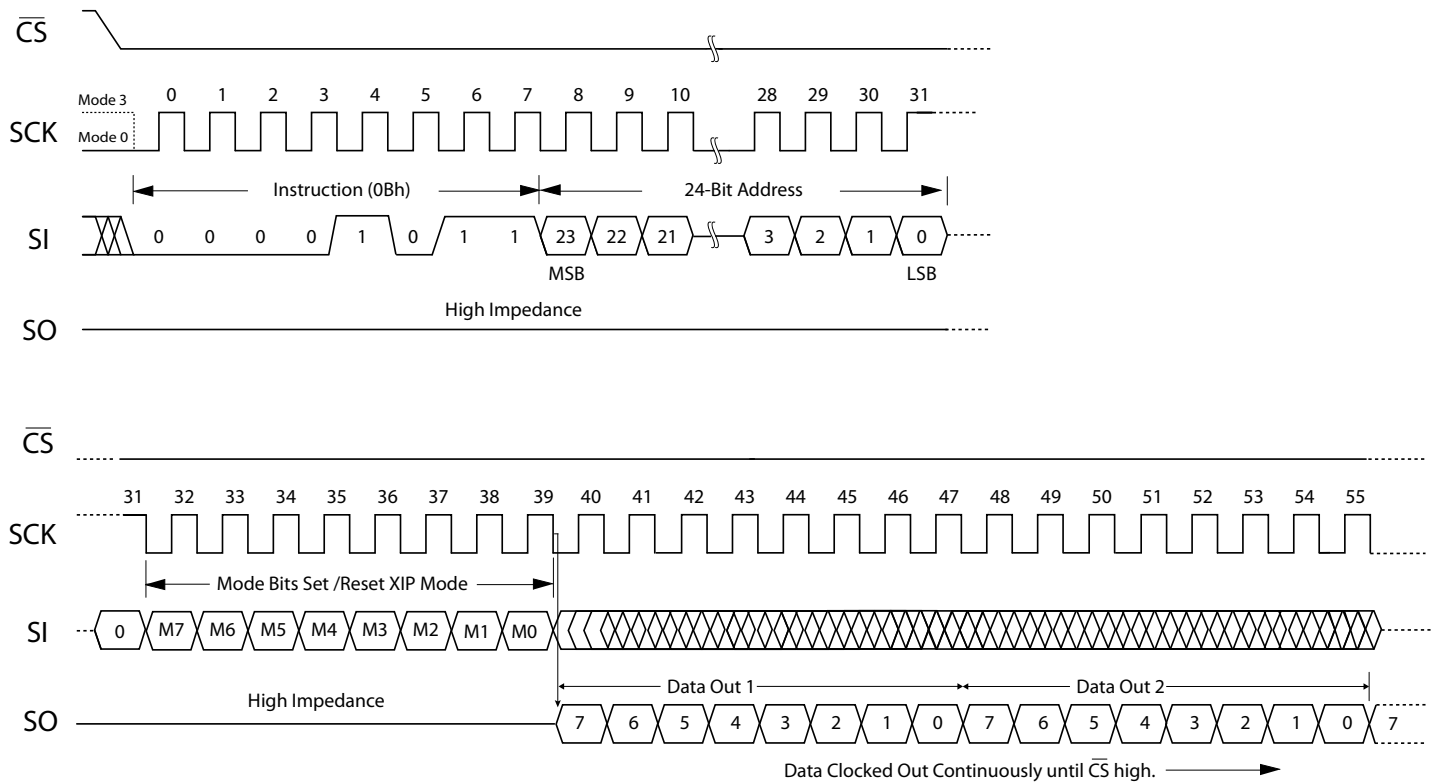 CS
Mode 3
0 1 2 3 4 5 6 7 8 9 10 28 29 30 31
SCK
Mode 0
Instruction (0Bh) 24-Bit Address
SI 0 0 0 0 1 0 1 1 23 22 21 3 2 1 0
MSB LSB
High Impedance
SO
CS
31 32 33 34 35 36 37 38 39 40 41 42 43 44 45 46 47 48 49 50 51 52 53 54 55
SCK
Mode Bits Set /Reset XIP Mode
SI 0 M7 M6 M5 M4 M3 M2 M1 M0
Data Out 1 Data Out 2
High Impedance
SO 7 6 5 4 3 2 1 0 7 6 5 4 3 2 1 0 7
Data Clocked Out Continuously until CS high.